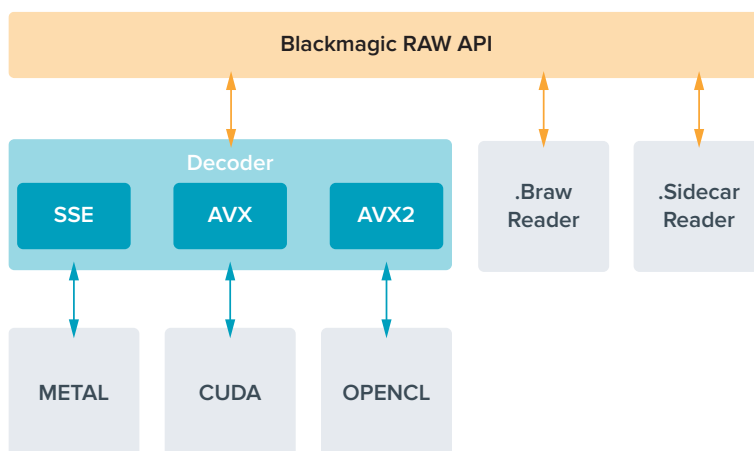 Blackmagic RAW API
Decoder
SSE
AVX
AVX2
.Braw
Reader
.Sidecar
Reader
METAL
CUDA
OPENCL